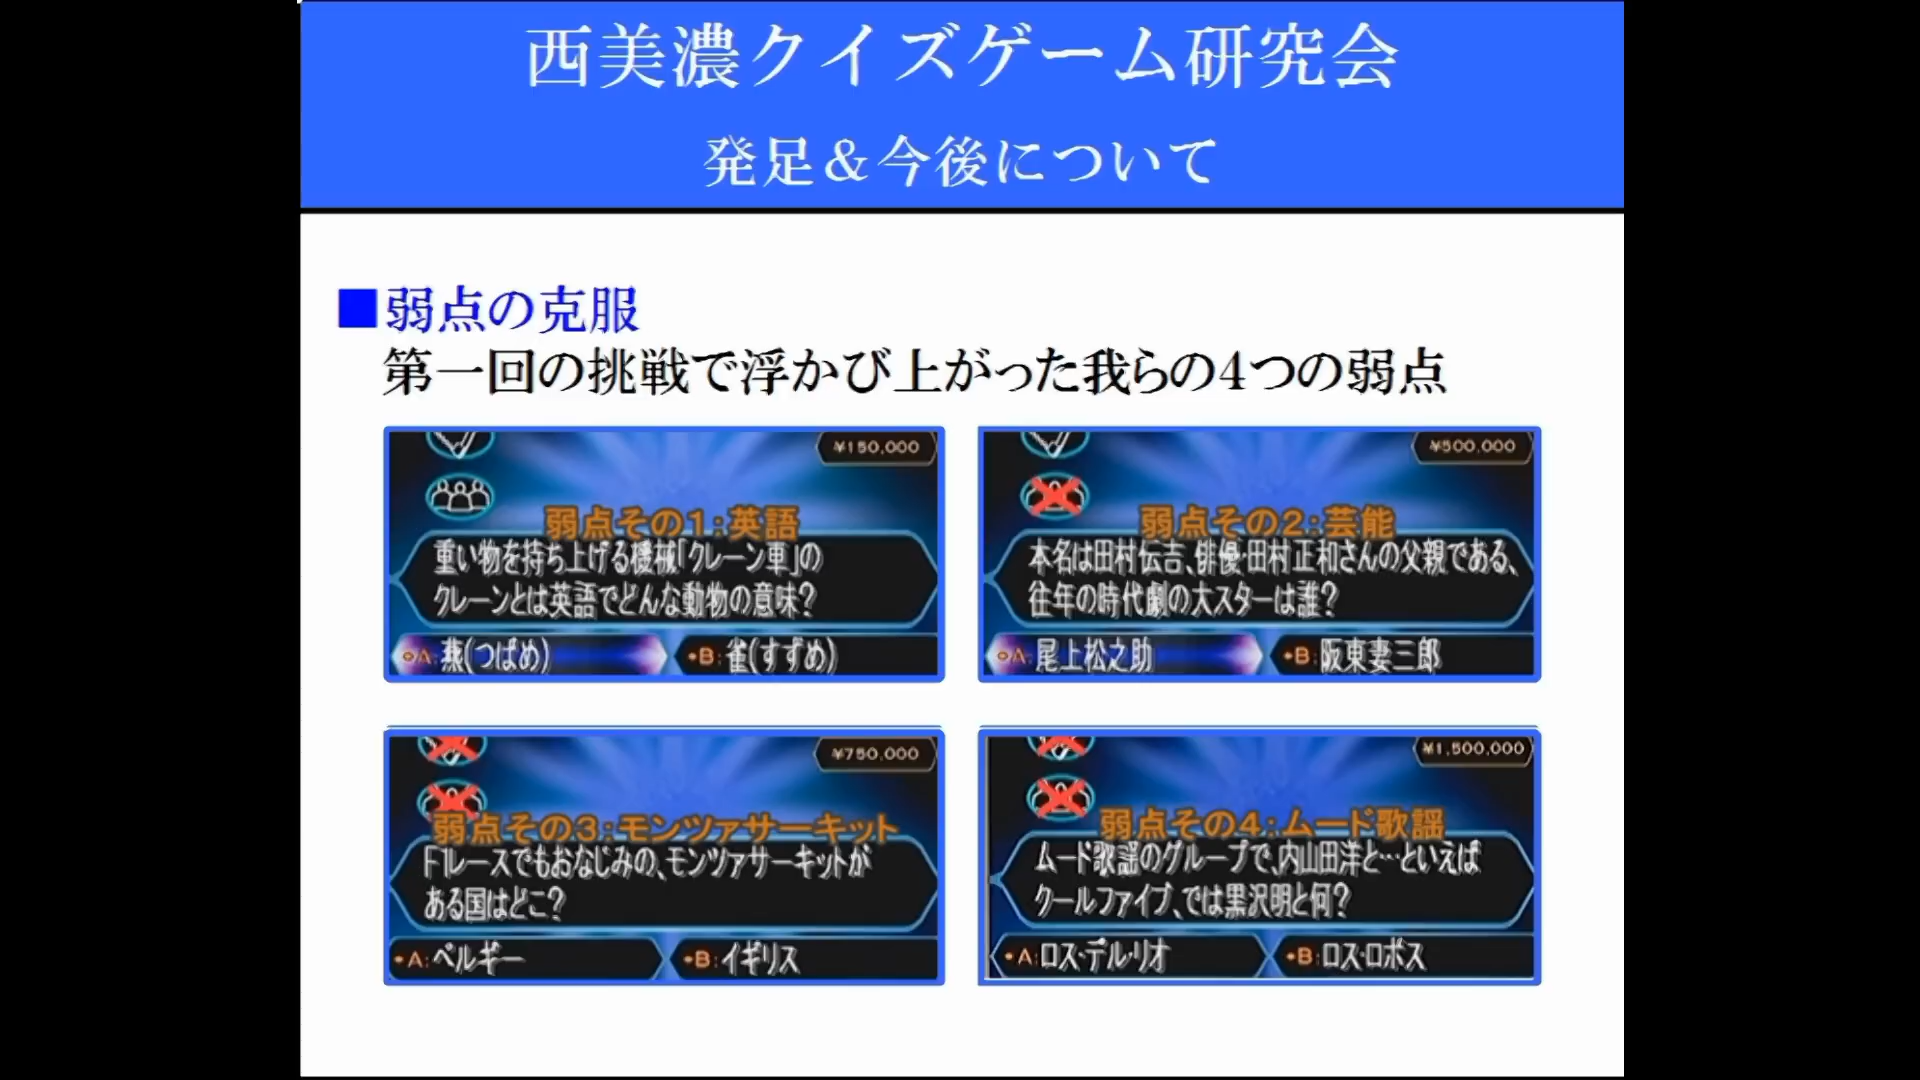 西美濃クイズゲーム研究会
発足＆今後について
■弱点の克服
第一回の挑戦で浮かび上がった我らの4つの弱点
¥150,000
弱点その1:英語
重い物を持ち上げる機械「クレーン車」の
クレーンとは英語でどんな動物の意味?
A:燕(つばめ)
B:雀(すずめ)
¥500,000
弱点その2:芸能
本名は田村伝吉、俳優・田村正和さんの父親である、
往年の時代劇の大スターは誰?
A:尾上松之助
B:阪東妻三郎
¥750,000
弱点その3:モンツァサーキット
F1レースでもおなじみの、モンツァサーキットが
ある国はどこ?
A:ベルギー
B:イギリス
¥1,500,000
弱点その4:ムード歌謡
ムード歌謡のグループで、内山田洋と…といえば
クールファイブ、では黒沢明と何?
A:ロス・デル・リオ
B:ロス・ロボス